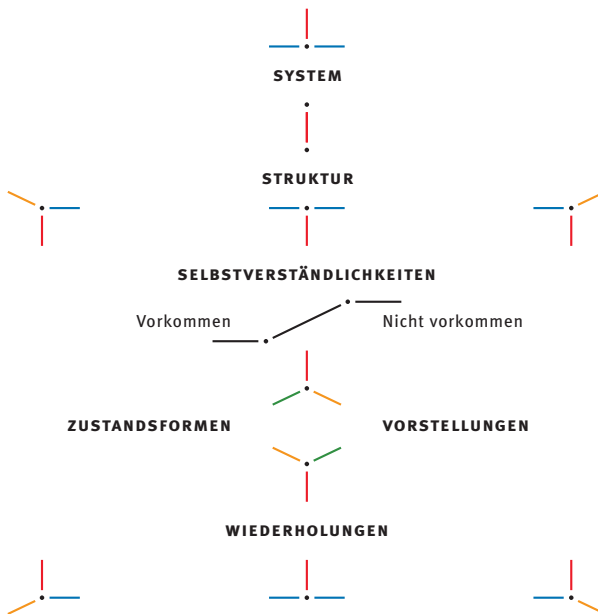 SYSTEM
STRUKTUR
SELBSTVERSTÄNDLICHKEITEN
Vorkommen
Nicht vorkommen
ZUSTANDSFORMEN
VORSTELLUNGEN
WIEDERHOLUNGEN